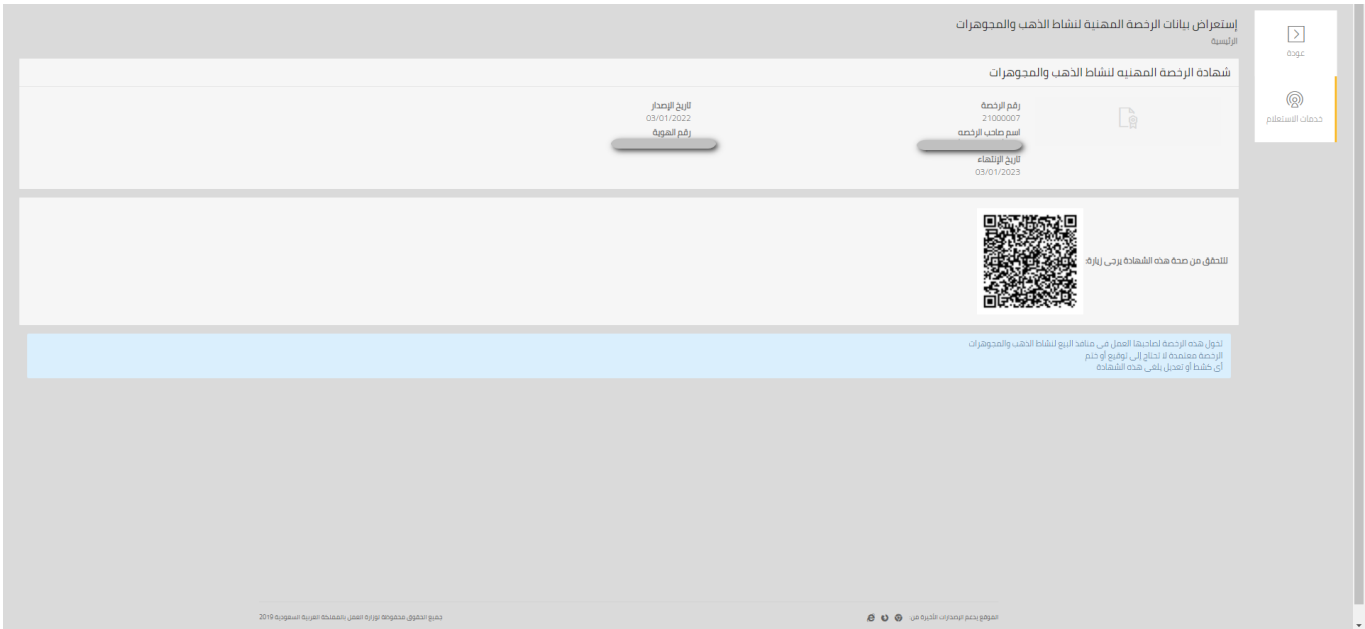 إستعراض بيانات الرخصة المهنية لنشاط الذهب والمجوهرات
الرئيسية
عودة
خدمات الاستعلام
شهادة الرخصة المهنيه لنشاط الذهب والمجوهرات
رقم الرخصة
21000007
تاريخ الإصدار
03/01/2022
اسم صاحب الرخصه
رقم الهوية
تاريخ الإنتهاء
03/01/2023
للتحقق من صحة هذه الشهادة يرجى زيارة:
تخول هذه الرخصة لصاحبها العمل في منافذ البيع لنشاط الذهب والمجوهرات
الرخصة معتمدة لا تحتاج إلى توقيع أو ختم
أي كشط أو تعديل يلغي هذه الشهادة
الموقع يدعم الإصدارات الأخيرة من
جميع الحقوق محفوظة لوزارة العمل بالمملكة العربية السعودية 2019